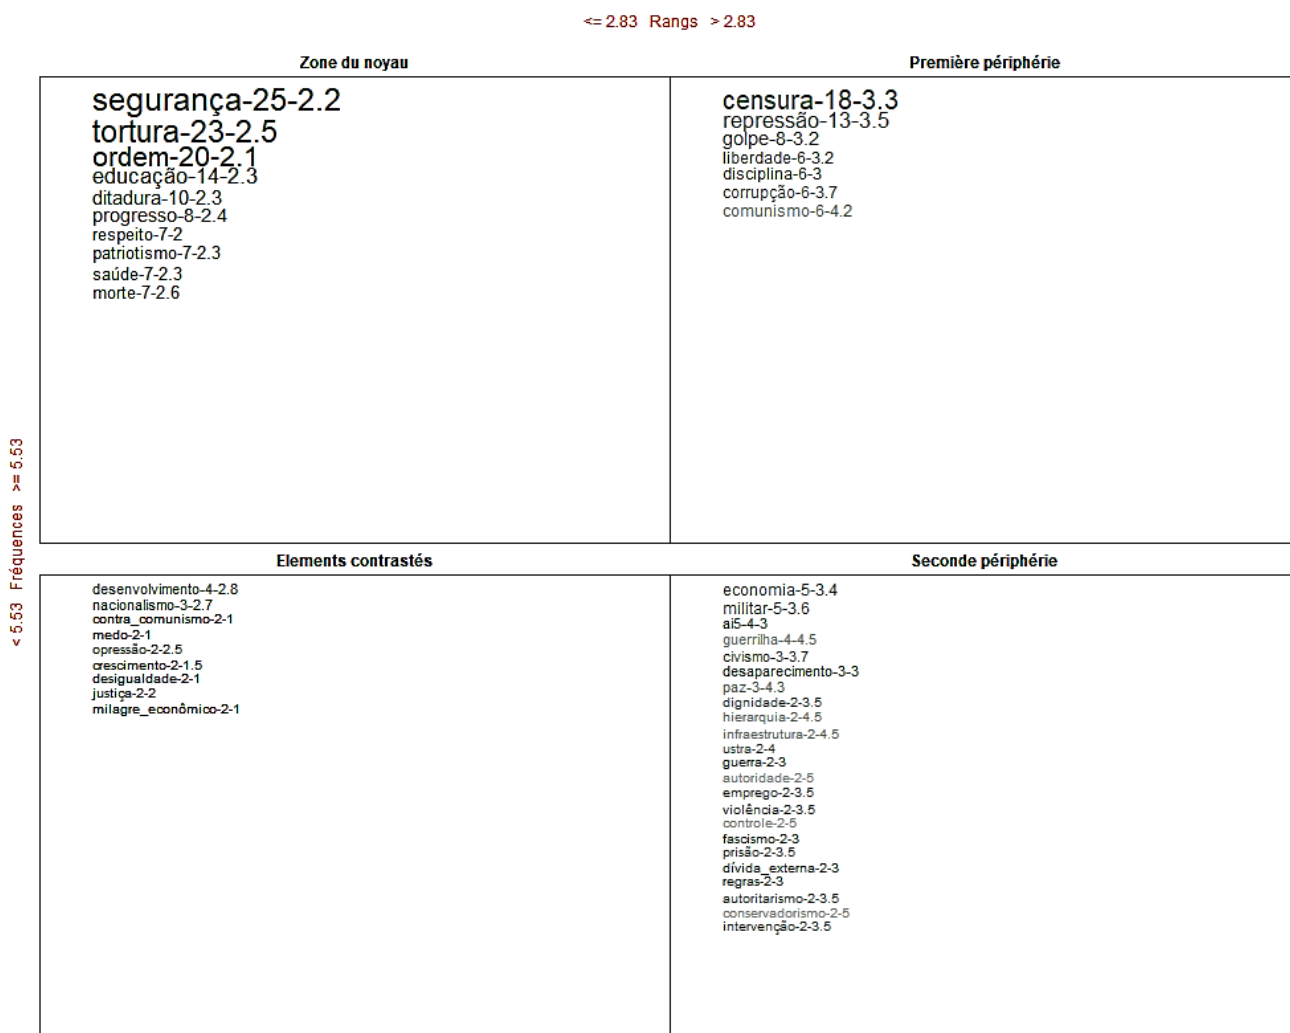 <= 2.83 Rangs > 2.83
Zone du noyau
segurança-25-2.2
tortura-23-2.5
ordem-20-2.1
educação-14-2.3
ditadura-10-2.3
progresso-8-2.4
respeito-7-2
patriotismo-7-2.3
saúde-7-2.3
morte-7-2.6
Première périphérie
censura-18-3.3
repressão-13-3.5
golpe-8-3.2
liberdade-6-3.2
disciplina-6-3
corrupção-6-3.7
comunismo-6-4.2
< 5.53 Fréquences >= 5.53
Elements contrastés
desenvolvimento-4-2.8
nacionalismo-3-2.7
contra_comunismo-2-1
medo-2-1
opressão-2-2.5
crescimento-2-1.5
desigualdade-2-1
justiça-2-2
milagre_econômico-2-1
Seconde périphérie
economia-5-3.4
militar-5-3.6
ai5-4-3
guerrilha-4-4.5
civismo-3-3.7
desaparecimento-3-3
paz-3-4.3
dignidade-2-3.5
hierarquia-2-4.5
infraestrutura-2-4.5
ustra-2-4
guerra-2-3
autoridade-2-5
emprego-2-3.5
violência-2-3.5
controle-2-5
fascismo-2-3
prisão-2-3.5
dívida_externa-2-3
regras-2-3
autoritarismo-2-3.5
conservadorismo-2-5
intervenção-2-3.5